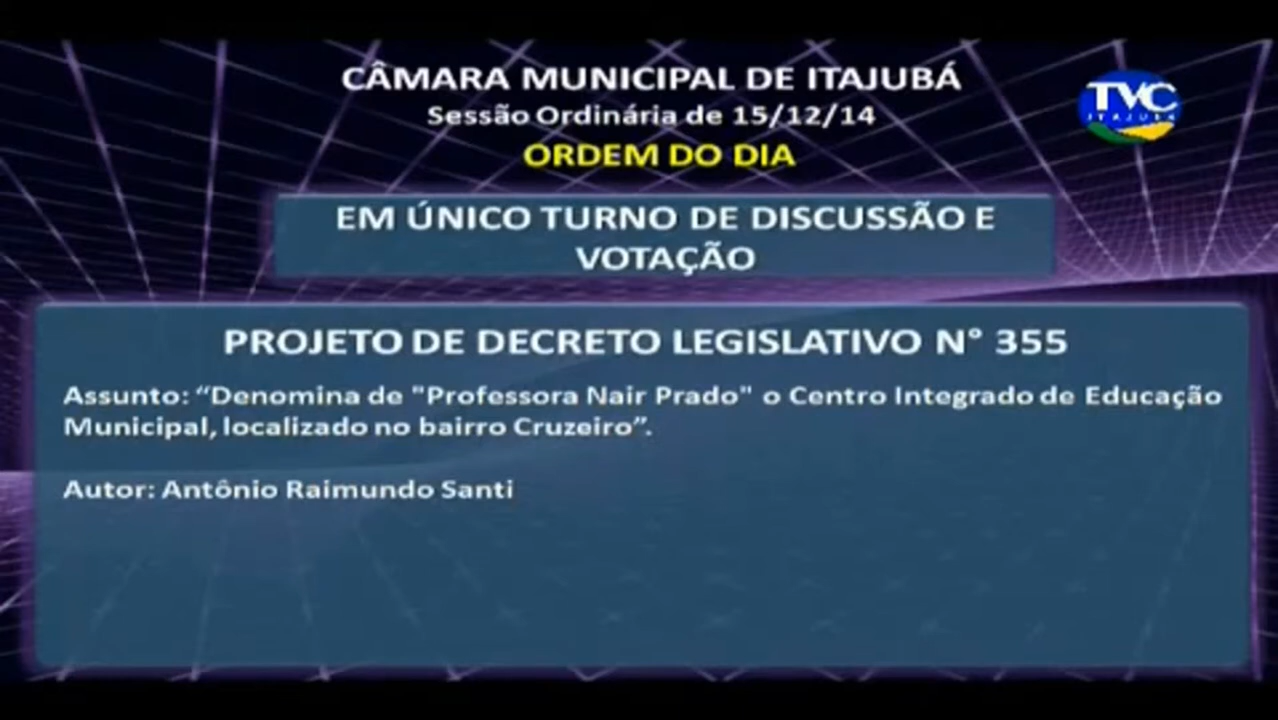 CÂMARA MUNICIPAL DE ITAJUBÁ
Sessão Ordinária de 15/12/14
ORDEM DO DIA
TVC
ITAJUBÁ
EM ÚNICO TURNO DE DISCUSSÃO E
VOTAÇÃO
PROJETO DE DECRETO LEGISLATIVO N° 355
Assunto: “Denomina de "Professora Nair Prado" o Centro Integrado de Educação
Municipal, localizado no bairro Cruzeiro”.
Autor: Antônio Raimundo Santi